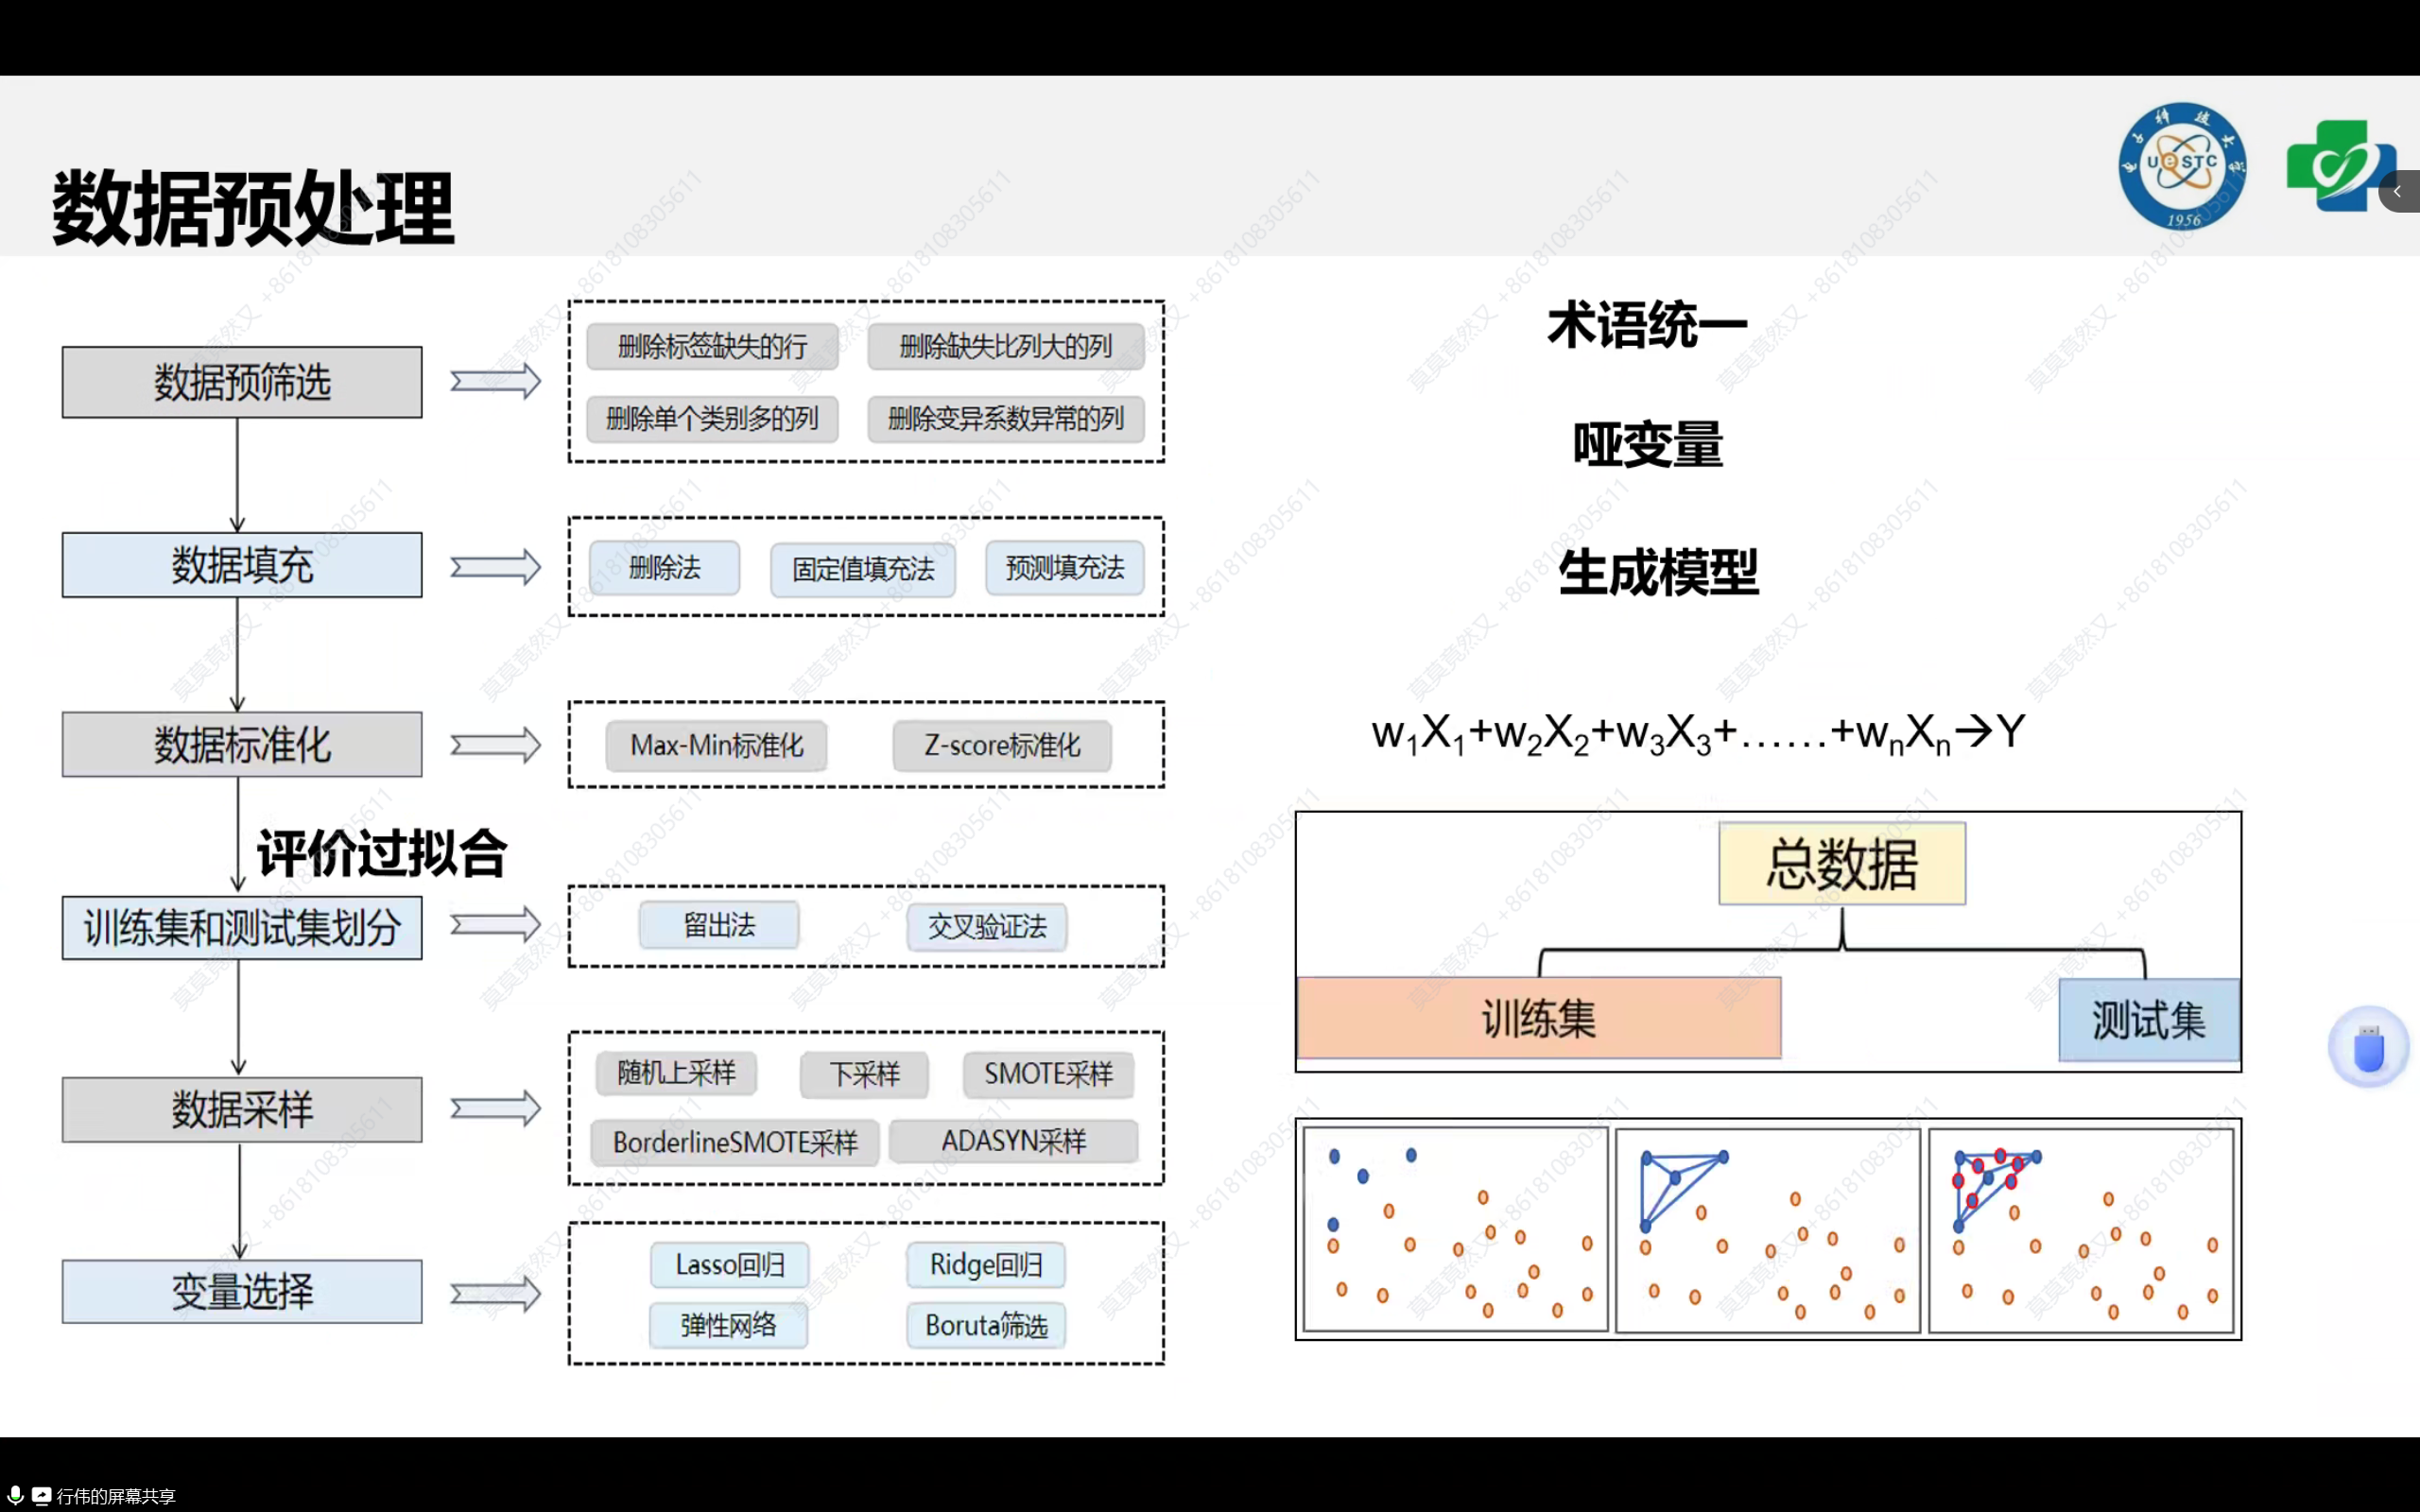 数据预处理
电子科技大学
UeSTC
1956
数据预筛选
删除标签缺失的行
删除缺失比列大的列
删除单个类别多的列
删除变异系数异常的列
数据填充
删除法
固定值填充法
预测填充法
数据标准化
Max-Min标准化
Z-score标准化
评价过拟合
训练集和测试集划分
留出法
交叉验证法
数据采样
随机上采样
下采样
SMOTE采样
BorderlineSMOTE采样
ADASYN采样
变量选择
Lasso回归
Ridge回归
弹性网络
Boruta筛选
术语统一
哑变量
生成模型
w₁X₁+w₂X₂+w₃X₃+……+wₙXₙ→Y
总数据
训练集
测试集
莫莫竟然又 +8618108305611
行伟的屏幕共享